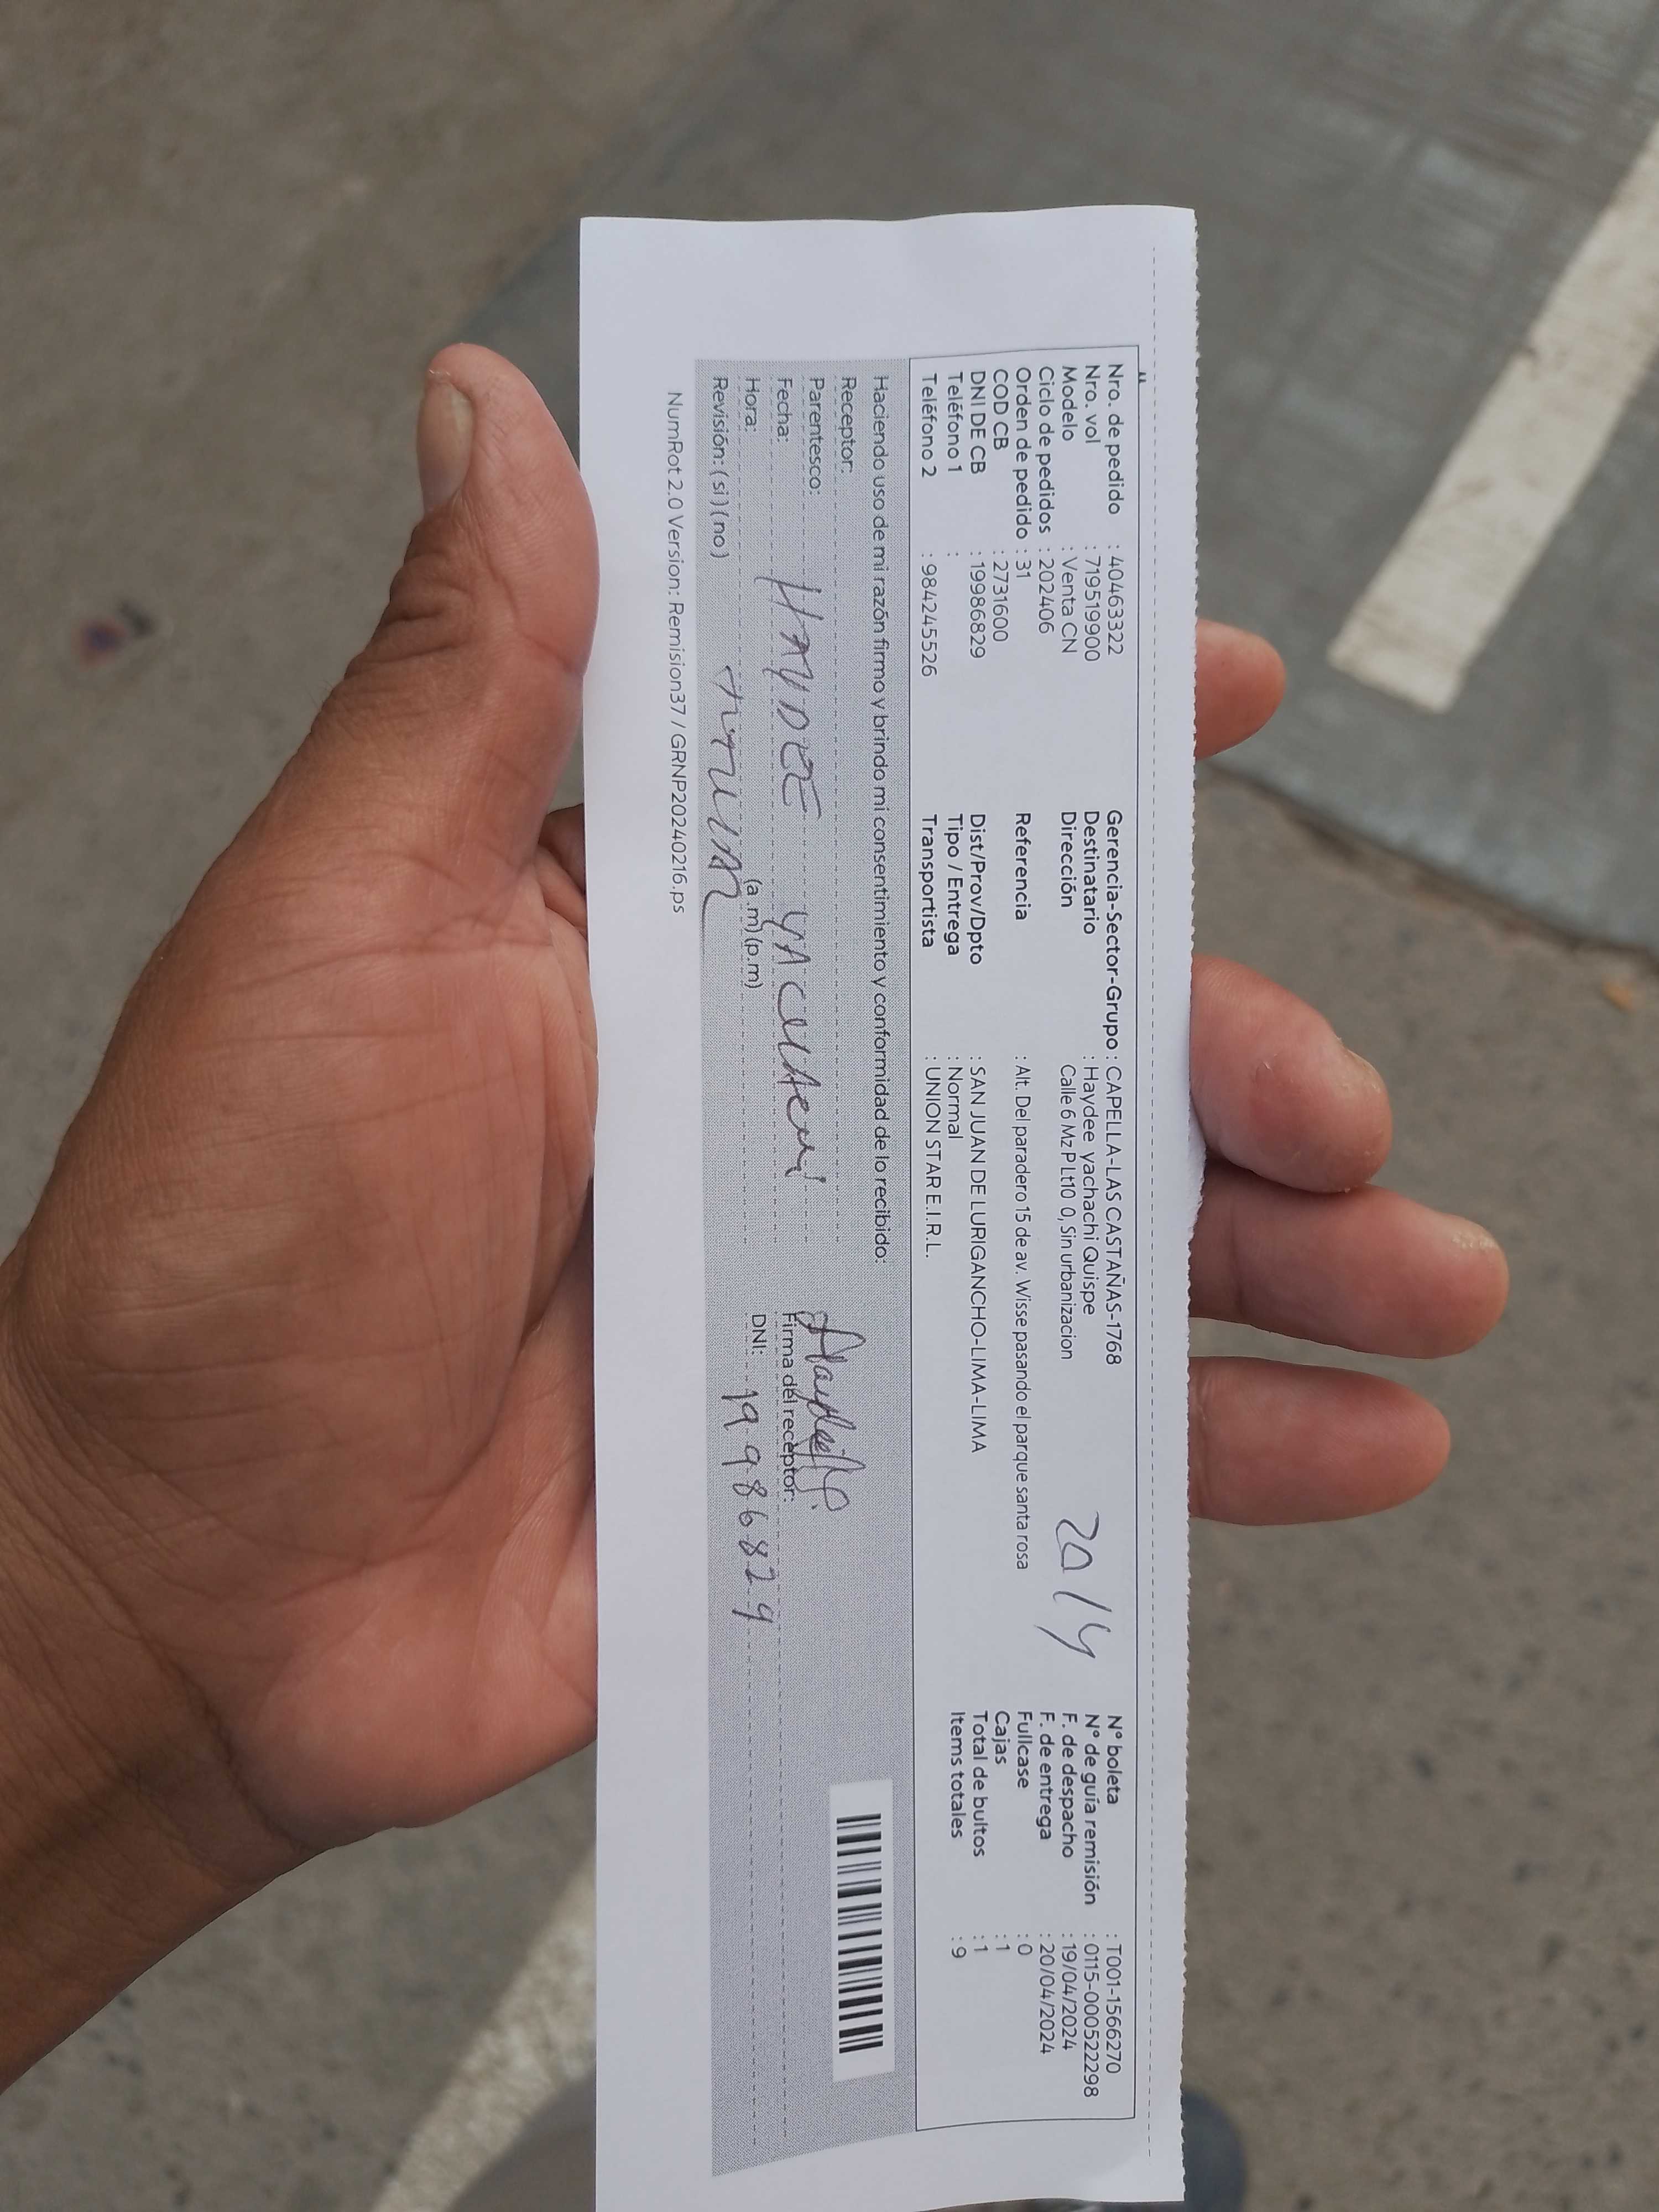 Nro. de pedido : 40463322 Gerencia-Sector-Grupo : CAPELLA-LAS CASTAÑAS-1768 N° boleta : T001-1566270
Nro. vol : 719519900 Destinatario : Haydee yachachi Quispe N° de guía remisión : 0115-000522298
Modelo : Venta CN Dirección Calle 6 Mz P Lt10 0, Sin urbanizacion 20/4 F. de despacho : 19/04/2024
Ciclo de pedidos : 202406 F. de entrega : 20/04/2024
Orden de pedido : 31 Referencia : Alt. Del paradero 15 de av. Wisse pasando el parque santa rosa Fullcase : 0
COD CB : 2731600 Cajas : 1
DNI DE CB : 19986829 Dist/Prov/Dpto : SAN JUAN DE LURIGANCHO-LIMA-LIMA Total de bultos : 1
Teléfono 1 : Tipo / Entrega : Normal Items totales : 9
Teléfono 2 : 984245526 Transportista : UNION STAR E.I.R.L.
Haciendo uso de mi razón firmo y brindo mi consentimiento y conformidad de lo recibido:
Receptor:
Parentesco:
Fecha: HAYDEE Firma del receptor:
Hora: (a.m) (p.m) DNI: 19986829
Revisión: (si) (no)
NumRot 2.0 Version: Remision37 / GRNP20240216.ps